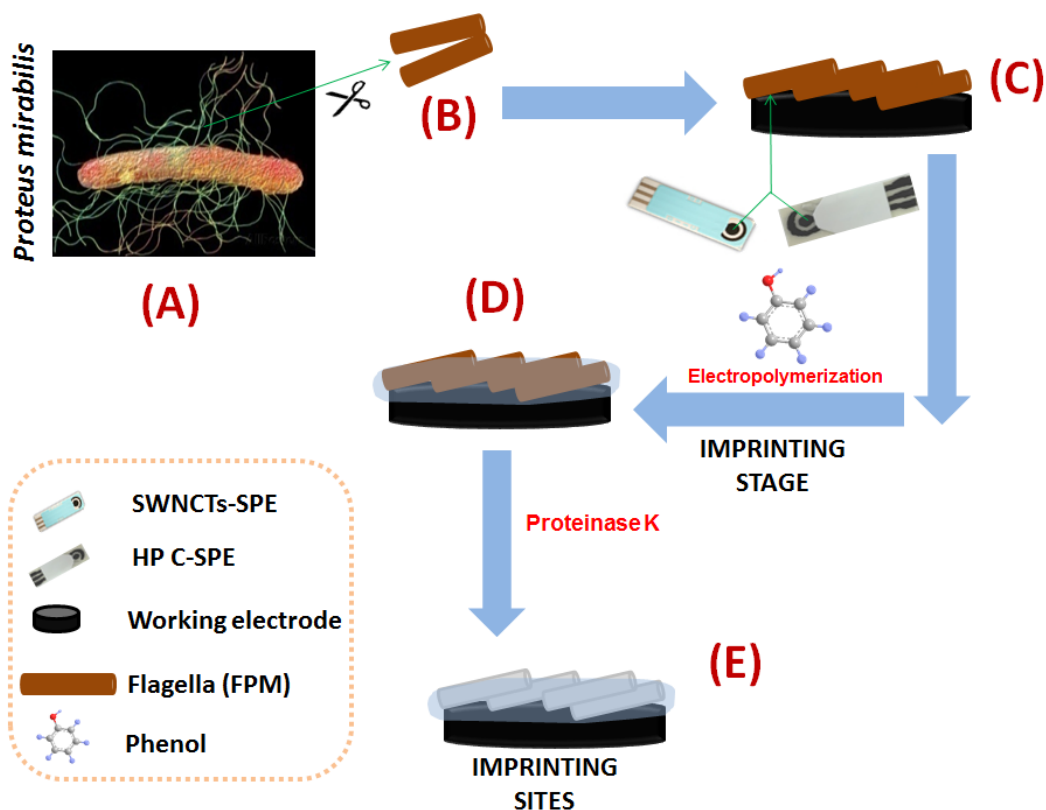 Proteus mirabilis
(A)
(B)
(C)
(D)
Electropolymerization
IMPRINTING
STAGE
Proteinase K
(E)
IMPRINTING
SITES
SWNCTs-SPE
HP C-SPE
Working electrode
Flagella (FPM)
Phenol